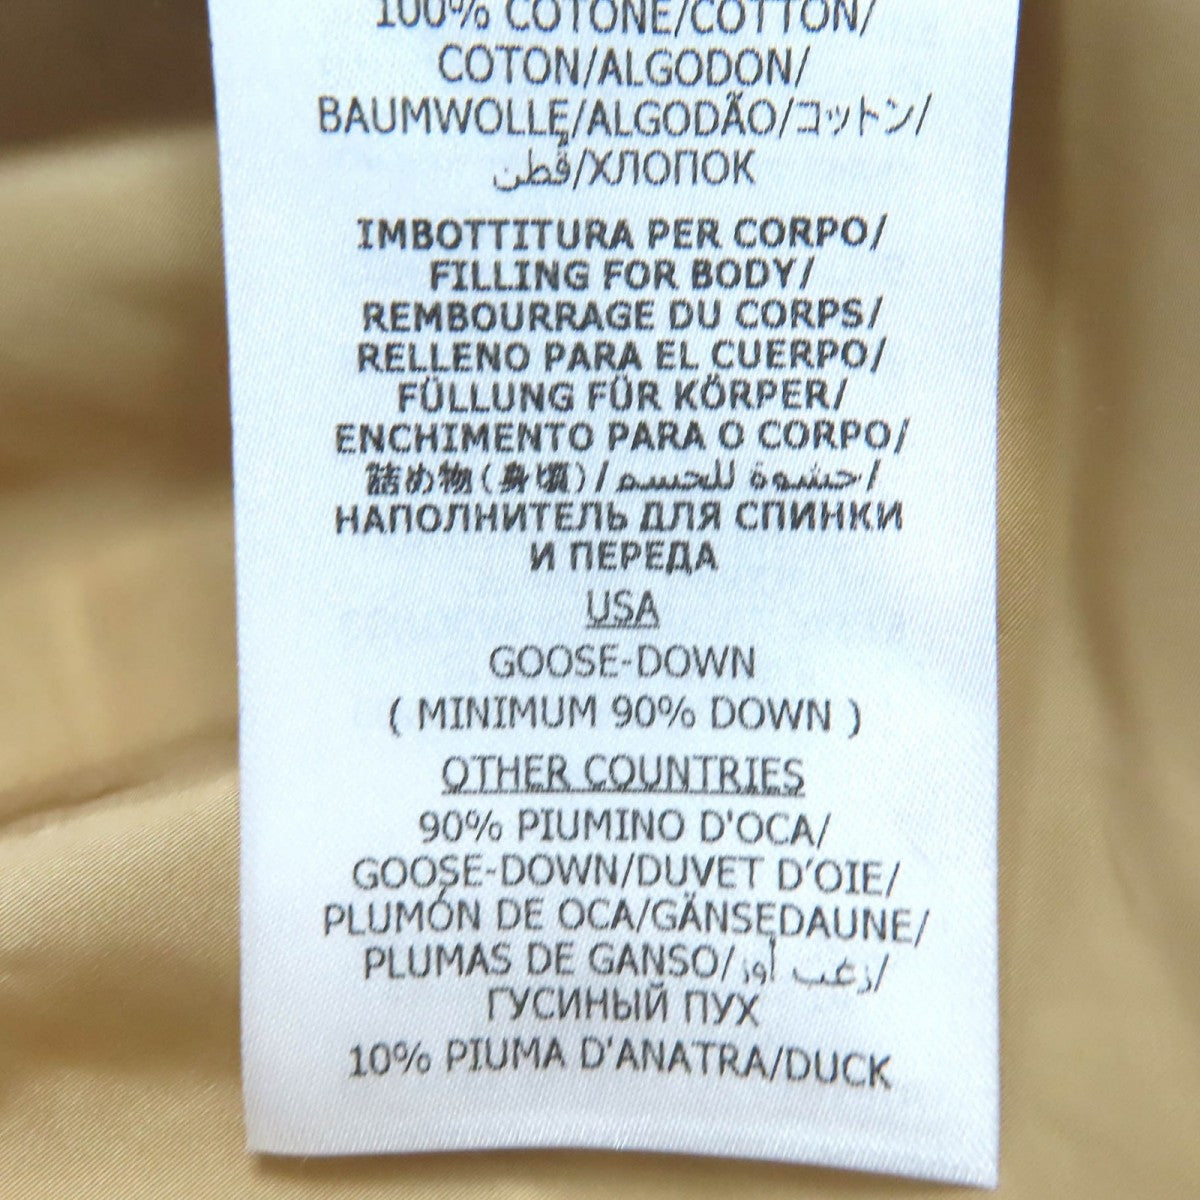 100% COTONE/COTTON/
COTON/ALGODON/
BAUMWOLLE/ALGODÃO/コットン/
قُطن/ХЛОПОК
IMBOTTITURA PER CORPO/
FILLING FOR BODY/
REMBOURRAGE DU CORPS/
RELLENO PARA EL CUERPO/
FÜLLUNG FÜR KÖRPER/
ENCHIMENTO PARA O CORPO/
詰め物(身頃)/حشوة للجسم/
НАПОЛНИТЕЛЬ ДЛЯ СПИНКИ
И ПЕРЕДА
USA
GOOSE-DOWN
( MINIMUM 90% DOWN )
OTHER COUNTRIES
90% PIUMINO D'OCA/
GOOSE-DOWN/DUVET D'OIE/
PLUMÓN DE OCA/GÄNSEDAUNE/
PLUMAS DE GANSO/زغب أوز/
ГУСИНЫЙ ПУХ
10% PIUMA D'ANATRA/DUCK